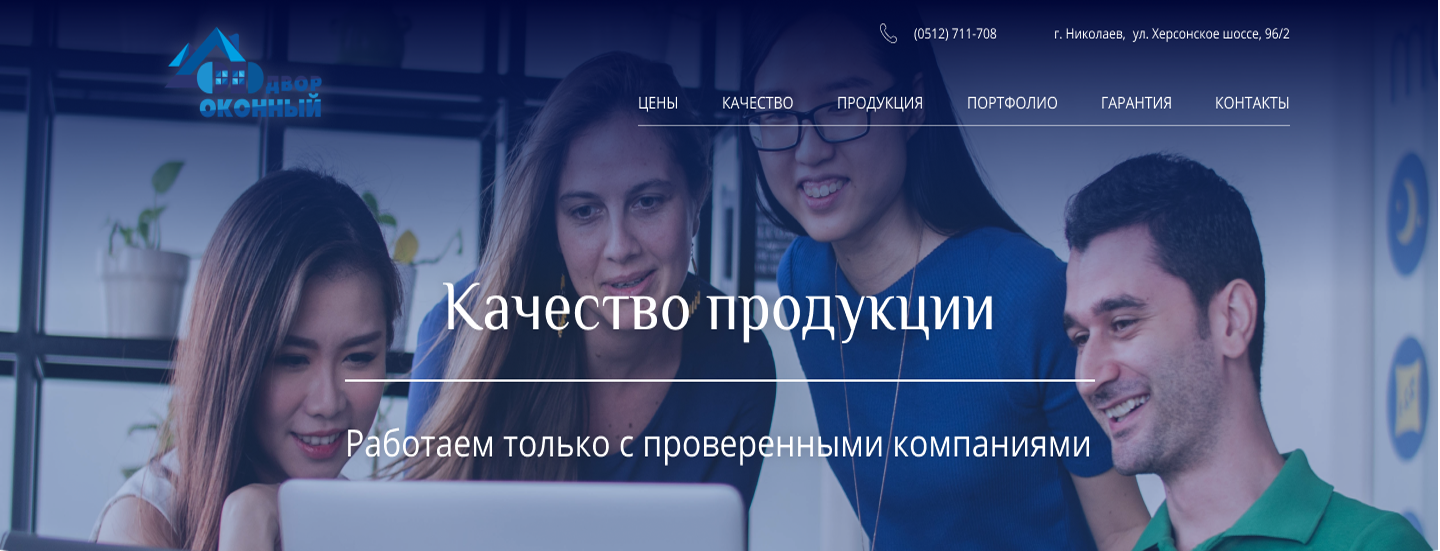 (0512) 711-708
г. Николаев, ул. Херсонское шоссе, 96/2
ДВОР
ОКОННЫЙ
ЦЕНЫ КАЧЕСТВО ПРОДУКЦИЯ ПОРТФОЛИО ГАРАНТИЯ КОНТАКТЫ
Качество продукции
Работаем только с проверенными компаниями